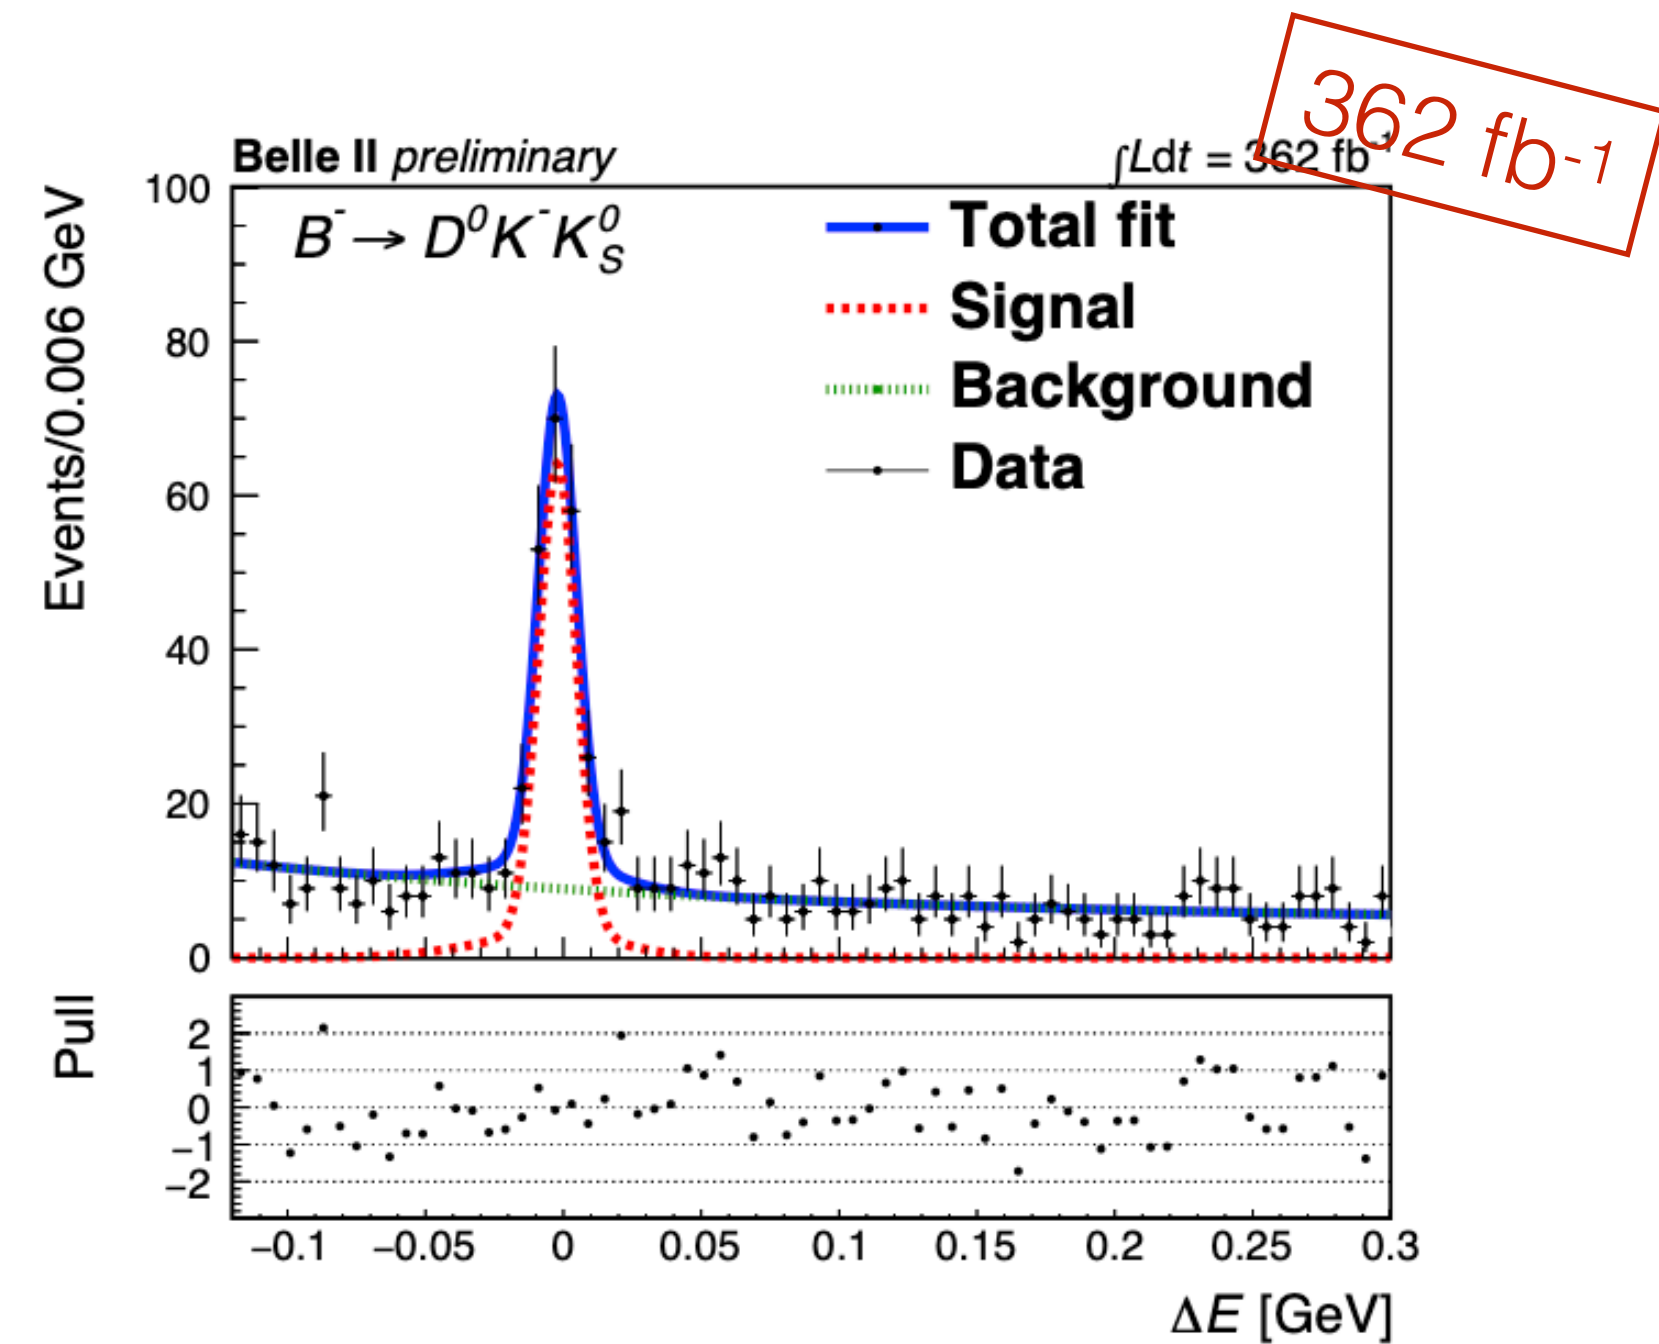 362 fb⁻¹
Belle II preliminary
∫Ldt = 362 fb⁻¹
B⁻ → D⁰K⁻K⁰_S
Total fit
Signal
Background
Data
Events/0.006 GeV
100
80
60
40
20
0
Pull
2
1
0
−1
−2
−0.1 −0.05 0 0.05 0.1 0.15 0.2 0.25 0.3
ΔE [GeV]